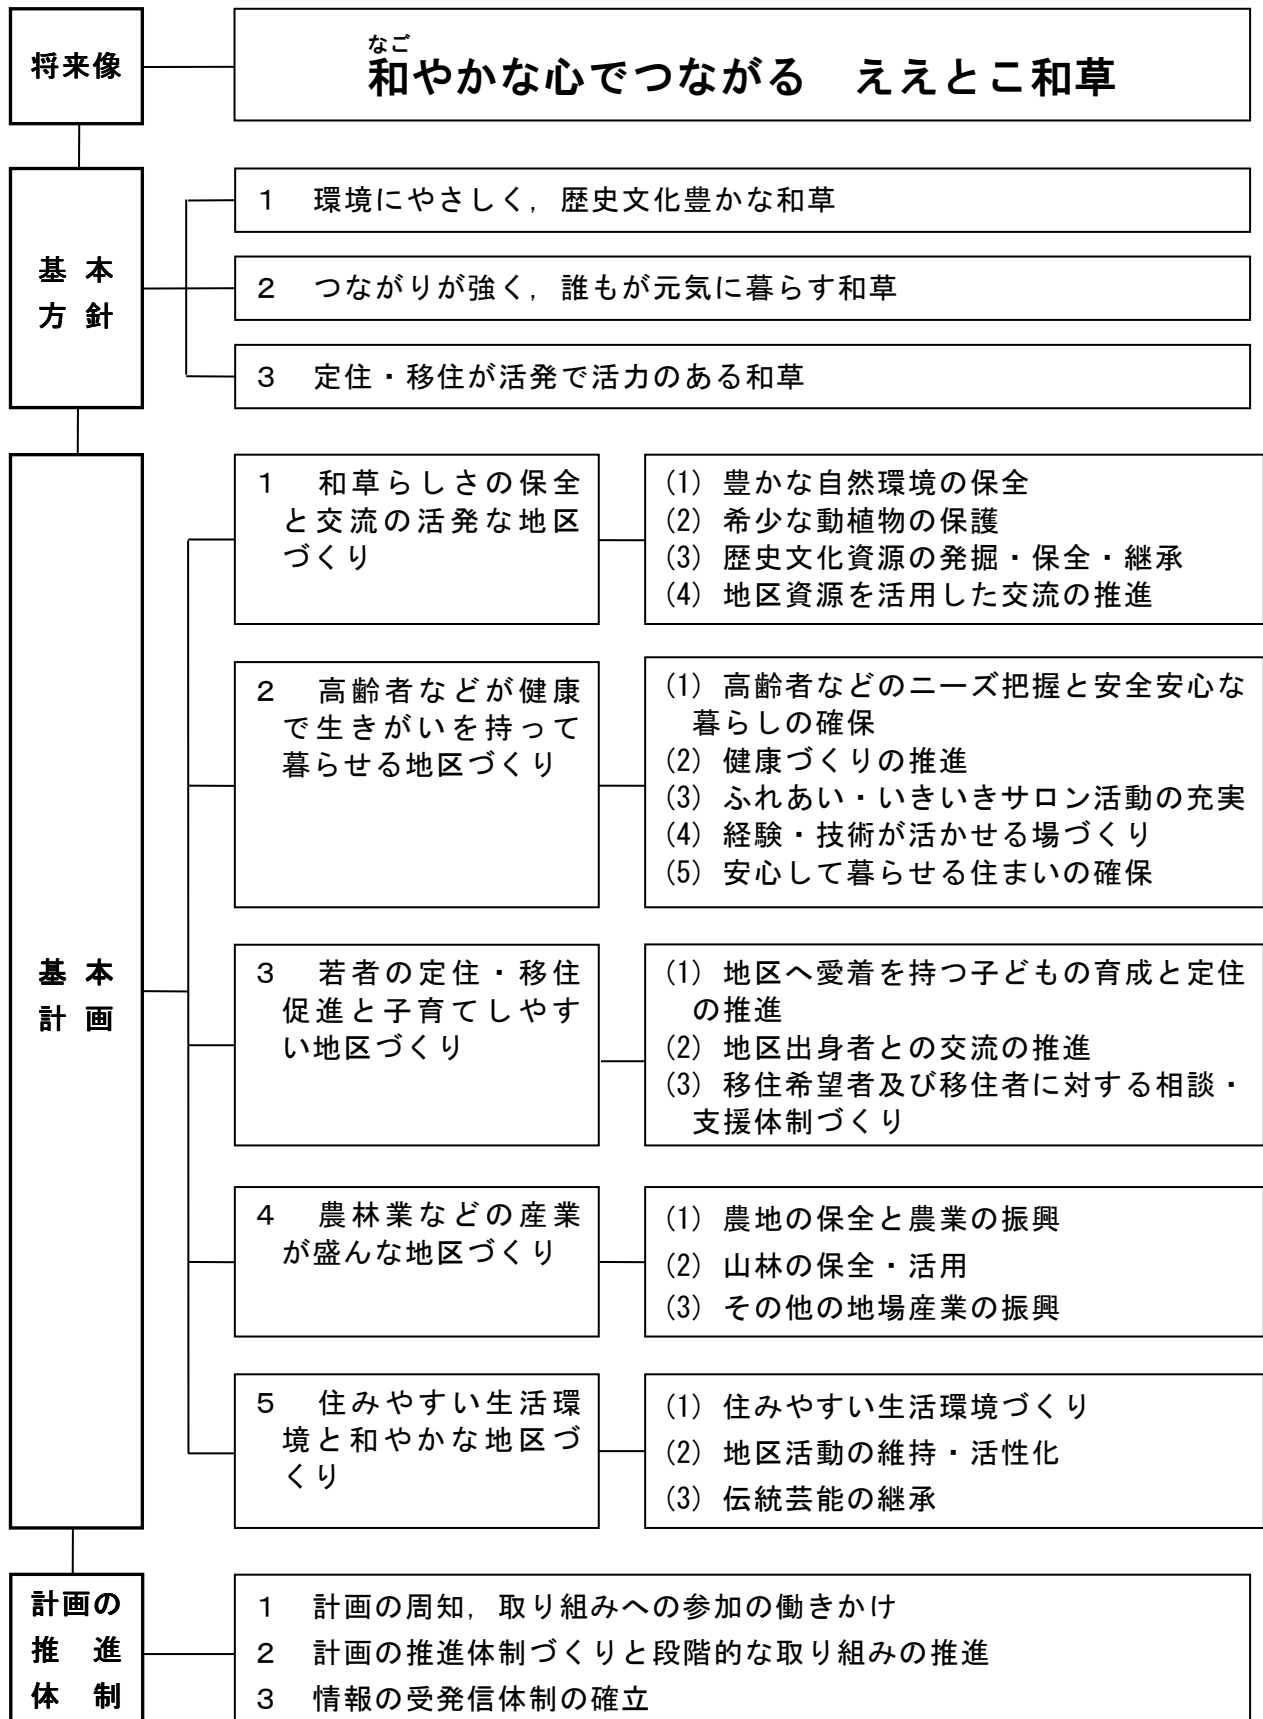 将来像
なご
和やかな心でつながる　ええとこ和草
基本
方針
１　環境にやさしく，歴史文化豊かな和草
２　つながりが強く，誰もが元気に暮らす和草
３　定住・移住が活発で活力のある和草
基本
計画
１　和草らしさの保全
と交流の活発な地区
づくり
(1) 豊かな自然環境の保全
(2) 希少な動植物の保護
(3) 歴史文化資源の発掘・保全・継承
(4) 地区資源を活用した交流の推進
２　高齢者などが健康
で生きがいを持って
暮らせる地区づくり
(1) 高齢者などのニーズ把握と安全安心な
暮らしの確保
(2) 健康づくりの推進
(3) ふれあい・いきいきサロン活動の充実
(4) 経験・技術が活かせる場づくり
(5) 安心して暮らせる住まいの確保
３　若者の定住・移住
促進と子育てしやす
い地区づくり
(1) 地区へ愛着を持つ子どもの育成と定住
の推進
(2) 地区出身者との交流の推進
(3) 移住希望者及び移住者に対する相談・
支援体制づくり
４　農林業などの産業
が盛んな地区づくり
(1) 農地の保全と農業の振興
(2) 山林の保全・活用
(3) その他の地場産業の振興
５　住みやすい生活環
境と和やかな地区づ
くり
(1) 住みやすい生活環境づくり
(2) 地区活動の維持・活性化
(3) 伝統芸能の継承
計画の
推進
体制
１　計画の周知，取り組みへの参加の働きかけ
２　計画の推進体制づくりと段階的な取り組みの推進
３　情報の受発信体制の確立